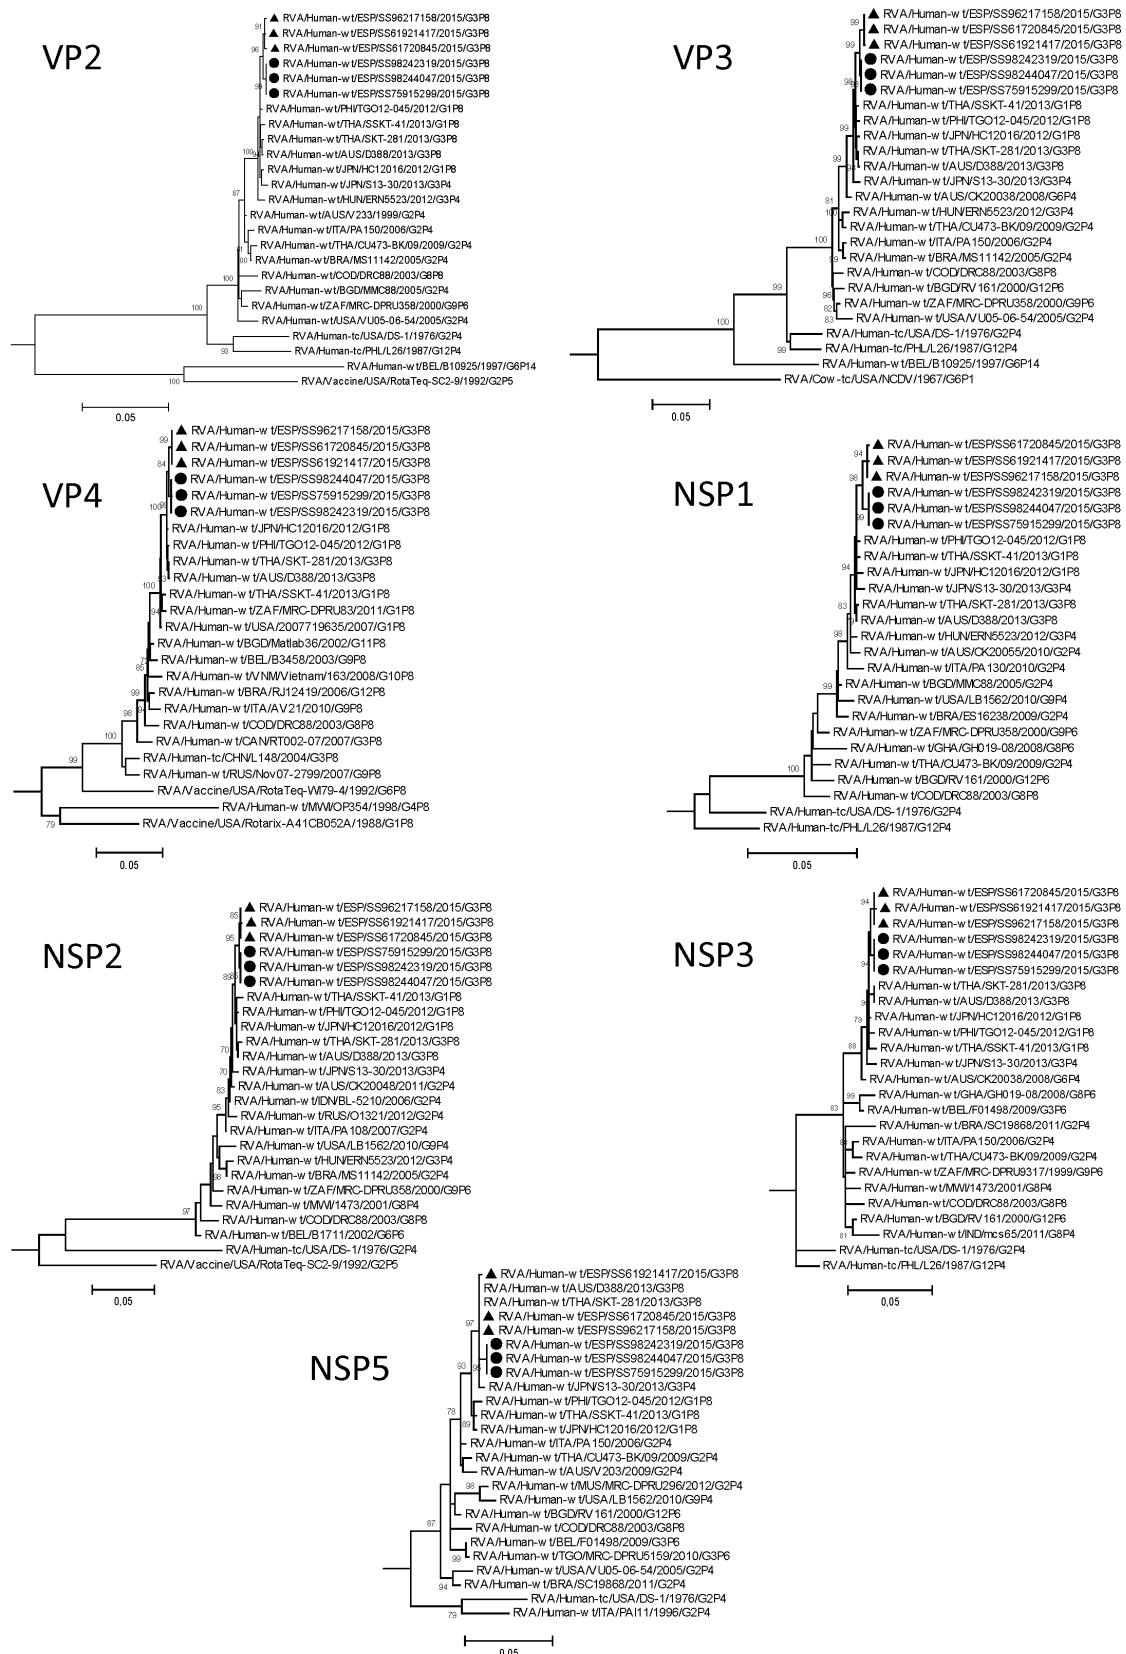 VP2
RVA/Human-wt/ESP/SS96217158/2015/G3P8
RVA/Human-wt/ESP/SS61921417/2015/G3P8
RVA/Human-wt/ESP/SS61720845/2015/G3P8
RVA/Human-wt/ESP/SS98242319/2015/G3P8
RVA/Human-wt/ESP/SS98244047/2015/G3P8
RVA/Human-wt/ESP/SS75915299/2015/G3P8
RVA/Human-wt/PHI/TGO12-045/2012/G1P8
RVA/Human-wt/THA/SSKT-41/2013/G1P8
RVA/Human-wt/THA/SKT-281/2013/G3P8
RVA/Human-wt/AUS/D388/2013/G3P8
RVA/Human-wt/JPN/HC12016/2012/G1P8
RVA/Human-wt/JPN/S13-30/2013/G3P4
RVA/Human-wt/HUN/ERN5523/2012/G3P4
RVA/Human-wt/AUS/V233/1999/G2P4
RVA/Human-wt/ITA/PA150/2006/G2P4
RVA/Human-wt/THA/CU473-BK/09/2009/G2P4
RVA/Human-wt/BRA/MS11142/2005/G2P4
RVA/Human-wt/COD/DRC88/2003/G8P8
RVA/Human-wt/BGD/MMC88/2005/G2P4
RVA/Human-wt/ZAF/MRC-DPRU358/2000/G9P6
RVA/Human-wt/USA/VU05-06-54/2005/G2P4
RVA/Human-tc/USA/DS-1/1976/G2P4
RVA/Human-tc/PHL/L26/1987/G12P4
RVA/Human-wt/BEL/B10925/1997/G6P14
RVA/Vaccine/USA/RotaTeq-SC2-9/1992/G2P5
91
96
99
100
87
100
100
93
100
0.05
VP3
RVA/Human-wt/ESP/SS96217158/2015/G3P8
RVA/Human-wt/ESP/SS61720845/2015/G3P8
RVA/Human-wt/ESP/SS61921417/2015/G3P8
RVA/Human-wt/ESP/SS98242319/2015/G3P8
RVA/Human-wt/ESP/SS98244047/2015/G3P8
RVA/Human-wt/ESP/SS75915299/2015/G3P8
RVA/Human-wt/THA/SSKT-41/2013/G1P8
RVA/Human-wt/PHI/TGO12-045/2012/G1P8
RVA/Human-wt/JPN/HC12016/2012/G1P8
RVA/Human-wt/THA/SKT-281/2013/G3P8
RVA/Human-wt/AUS/D388/2013/G3P8
RVA/Human-wt/JPN/S13-30/2013/G3P4
RVA/Human-wt/AUS/CK20038/2008/G6P4
RVA/Human-wt/HUN/ERN5523/2012/G3P4
RVA/Human-wt/THA/CU473-BK/09/2009/G2P4
RVA/Human-wt/ITA/PA150/2006/G2P4
RVA/Human-wt/BRA/MS11142/2005/G2P4
RVA/Human-wt/COD/DRC88/2003/G8P8
RVA/Human-wt/BGD/RV161/2000/G12P6
RVA/Human-wt/ZAF/MRC-DPRU358/2000/G9P6
RVA/Human-wt/USA/VU05-06-54/2005/G2P4
RVA/Human-tc/USA/DS-1/1976/G2P4
RVA/Human-tc/PHL/L26/1987/G12P4
RVA/Human-wt/BEL/B10925/1997/G6P14
RVA/Cow-tc/USA/NCDV/1967/G6P1
99
99
99
99
81
100
100
99
96
82
83
99
100
99
0.05
VP4
RVA/Human-wt/ESP/SS96217158/2015/G3P8
RVA/Human-wt/ESP/SS61720845/2015/G3P8
RVA/Human-wt/ESP/SS61921417/2015/G3P8
RVA/Human-wt/ESP/SS98244047/2015/G3P8
RVA/Human-wt/ESP/SS75915299/2015/G3P8
RVA/Human-wt/ESP/SS98242319/2015/G3P8
RVA/Human-wt/JPN/HC12016/2012/G1P8
RVA/Human-wt/PHI/TGO12-045/2012/G1P8
RVA/Human-wt/THA/SKT-281/2013/G3P8
RVA/Human-wt/AUS/D388/2013/G3P8
RVA/Human-wt/THA/SSKT-41/2013/G1P8
RVA/Human-wt/ZAF/MRC-DPRU83/2011/G1P8
RVA/Human-wt/USA/2007719635/2007/G1P8
RVA/Human-wt/BGD/Matlab36/2002/G11P8
RVA/Human-wt/BEL/B3458/2003/G9P8
RVA/Human-wt/VNM/Vietnam/163/2008/G10P8
RVA/Human-wt/BRA/RJ12419/2006/G12P8
RVA/Human-wt/ITA/AV21/2010/G9P8
RVA/Human-wt/COD/DRC88/2003/G8P8
RVA/Human-wt/CAN/RT002-07/2007/G3P8
RVA/Human-tc/CHN/L148/2004/G3P8
RVA/Human-wt/RUS/Nov07-2799/2007/G9P8
RVA/Vaccine/USA/RotaTeq-WI79-4/1992/G6P8
RVA/Human-wt/MWI/OP354/1998/G4P8
RVA/Vaccine/USA/Rotarix-A41CB052A/1988/G1P8
99
84
100
100
85
99
98
100
99
79
0.05
NSP1
RVA/Human-wt/ESP/SS61720845/2015/G3P8
RVA/Human-wt/ESP/SS61921417/2015/G3P8
RVA/Human-wt/ESP/SS96217158/2015/G3P8
RVA/Human-wt/ESP/SS98242319/2015/G3P8
RVA/Human-wt/ESP/SS98244047/2015/G3P8
RVA/Human-wt/ESP/SS75915299/2015/G3P8
RVA/Human-wt/PHI/TGO12-045/2012/G1P8
RVA/Human-wt/THA/SSKT-41/2013/G1P8
RVA/Human-wt/JPN/HC12016/2012/G1P8
RVA/Human-wt/JPN/S13-30/2013/G3P4
RVA/Human-wt/THA/SKT-281/2013/G3P8
RVA/Human-wt/AUS/D388/2013/G3P8
RVA/Human-wt/HUN/ERN5523/2012/G3P4
RVA/Human-wt/AUS/CK20055/2010/G2P4
RVA/Human-wt/ITA/PA130/2010/G2P4
RVA/Human-wt/BGD/MMC88/2005/G2P4
RVA/Human-wt/USA/LB1562/2010/G9P4
RVA/Human-wt/BRA/ES16238/2009/G2P4
RVA/Human-wt/ZAF/MRC-DPRU358/2000/G9P6
RVA/Human-wt/GHA/GH019-08/2008/G8P6
RVA/Human-wt/THA/CU473-BK/09/2009/G2P4
RVA/Human-wt/BGD/RV161/2000/G12P6
RVA/Human-wt/COD/DRC88/2003/G8P8
RVA/Human-tc/USA/DS-1/1976/G2P4
RVA/Human-tc/PHL/L26/1987/G12P4
94
98
99
94
83
98
99
100
0.05
NSP2
RVA/Human-wt/ESP/SS96217158/2015/G3P8
RVA/Human-wt/ESP/SS61921417/2015/G3P8
RVA/Human-wt/ESP/SS61720845/2015/G3P8
RVA/Human-wt/ESP/SS75915299/2015/G3P8
RVA/Human-wt/ESP/SS98242319/2015/G3P8
RVA/Human-wt/ESP/SS98244047/2015/G3P8
RVA/Human-wt/THA/SSKT-41/2013/G1P8
RVA/Human-wt/PHI/TGO12-045/2012/G1P8
RVA/Human-wt/JPN/HC12016/2012/G1P8
RVA/Human-wt/THA/SKT-281/2013/G3P8
RVA/Human-wt/AUS/D388/2013/G3P8
RVA/Human-wt/JPN/S13-30/2013/G3P4
RVA/Human-wt/AUS/CK20048/2011/G2P4
RVA/Human-wt/IDN/BL-5210/2006/G2P4
RVA/Human-wt/RUS/O1321/2012/G2P4
RVA/Human-wt/ITA/PA108/2007/G2P4
RVA/Human-wt/USA/LB1562/2010/G9P4
RVA/Human-wt/HUN/ERN5523/2012/G3P4
RVA/Human-wt/BRA/MS11142/2005/G2P4
RVA/Human-wt/ZAF/MRC-DPRU358/2000/G9P6
RVA/Human-wt/MWI/1473/2001/G8P4
RVA/Human-wt/COD/DRC88/2003/G8P8
RVA/Human-wt/BEL/B1711/2002/G6P6
RVA/Human-tc/USA/DS-1/1976/G2P4
RVA/Vaccine/USA/RotaTeq-SC2-9/1992/G2P5
85
95
70
70
83
95
98
97
0,05
NSP3
RVA/Human-wt/ESP/SS61720845/2015/G3P8
RVA/Human-wt/ESP/SS61921417/2015/G3P8
RVA/Human-wt/ESP/SS96217158/2015/G3P8
RVA/Human-wt/ESP/SS98242319/2015/G3P8
RVA/Human-wt/ESP/SS98244047/2015/G3P8
RVA/Human-wt/ESP/SS75915299/2015/G3P8
RVA/Human-wt/THA/SKT-281/2013/G3P8
RVA/Human-wt/AUS/D388/2013/G3P8
RVA/Human-wt/JPN/HC12016/2012/G1P8
RVA/Human-wt/PHI/TGO12-045/2012/G1P8
RVA/Human-wt/THA/SSKT-41/2013/G1P8
RVA/Human-wt/JPN/S13-30/2013/G3P4
RVA/Human-wt/AUS/CK20038/2008/G6P4
RVA/Human-wt/GHA/GH019-08/2008/G8P6
RVA/Human-wt/BEL/F01498/2009/G3P6
RVA/Human-wt/BRA/SC19868/2011/G2P4
RVA/Human-wt/ITA/PA150/2006/G2P4
RVA/Human-wt/THA/CU473-BK/09/2009/G2P4
RVA/Human-wt/ZAF/MRC-DPRU9317/1999/G9P6
RVA/Human-wt/MWI/1473/2001/G8P4
RVA/Human-wt/COD/DRC88/2003/G8P8
RVA/Human-wt/BGD/RV161/2000/G12P6
RVA/Human-wt/IND/mcs65/2011/G8P4
RVA/Human-tc/USA/DS-1/1976/G2P4
RVA/Human-tc/PHL/L26/1987/G12P4
94
94
79
88
99
83
81
0,05
NSP5
RVA/Human-wt/ESP/SS61921417/2015/G3P8
RVA/Human-wt/AUS/D388/2013/G3P8
RVA/Human-wt/THA/SKT-281/2013/G3P8
RVA/Human-wt/ESP/SS61720845/2015/G3P8
RVA/Human-wt/ESP/SS96217158/2015/G3P8
RVA/Human-wt/ESP/SS98242319/2015/G3P8
RVA/Human-wt/ESP/SS98244047/2015/G3P8
RVA/Human-wt/ESP/SS75915299/2015/G3P8
RVA/Human-wt/JPN/S13-30/2013/G3P4
RVA/Human-wt/PHI/TGO12-045/2012/G1P8
RVA/Human-wt/THA/SSKT-41/2013/G1P8
RVA/Human-wt/JPN/HC12016/2012/G1P8
RVA/Human-wt/ITA/PA150/2006/G2P4
RVA/Human-wt/THA/CU473-BK/09/2009/G2P4
RVA/Human-wt/AUS/V203/2009/G2P4
RVA/Human-wt/MUS/MRC-DPRU296/2012/G2P4
RVA/Human-wt/USA/LB1562/2010/G9P4
RVA/Human-wt/BGD/RV161/2000/G12P6
RVA/Human-wt/COD/DRC88/2003/G8P8
RVA/Human-wt/BEL/F01498/2009/G3P6
RVA/Human-wt/TGO/MRC-DPRU5159/2010/G3P6
RVA/Human-wt/USA/VU05-06-54/2005/G2P4
RVA/Human-wt/BRA/SC19868/2011/G2P4
RVA/Human-tc/USA/DS-1/1976/G2P4
RVA/Human-wt/ITA/PAI11/1996/G2P4
97
93
78
89
98
87
99
94
79
0.05